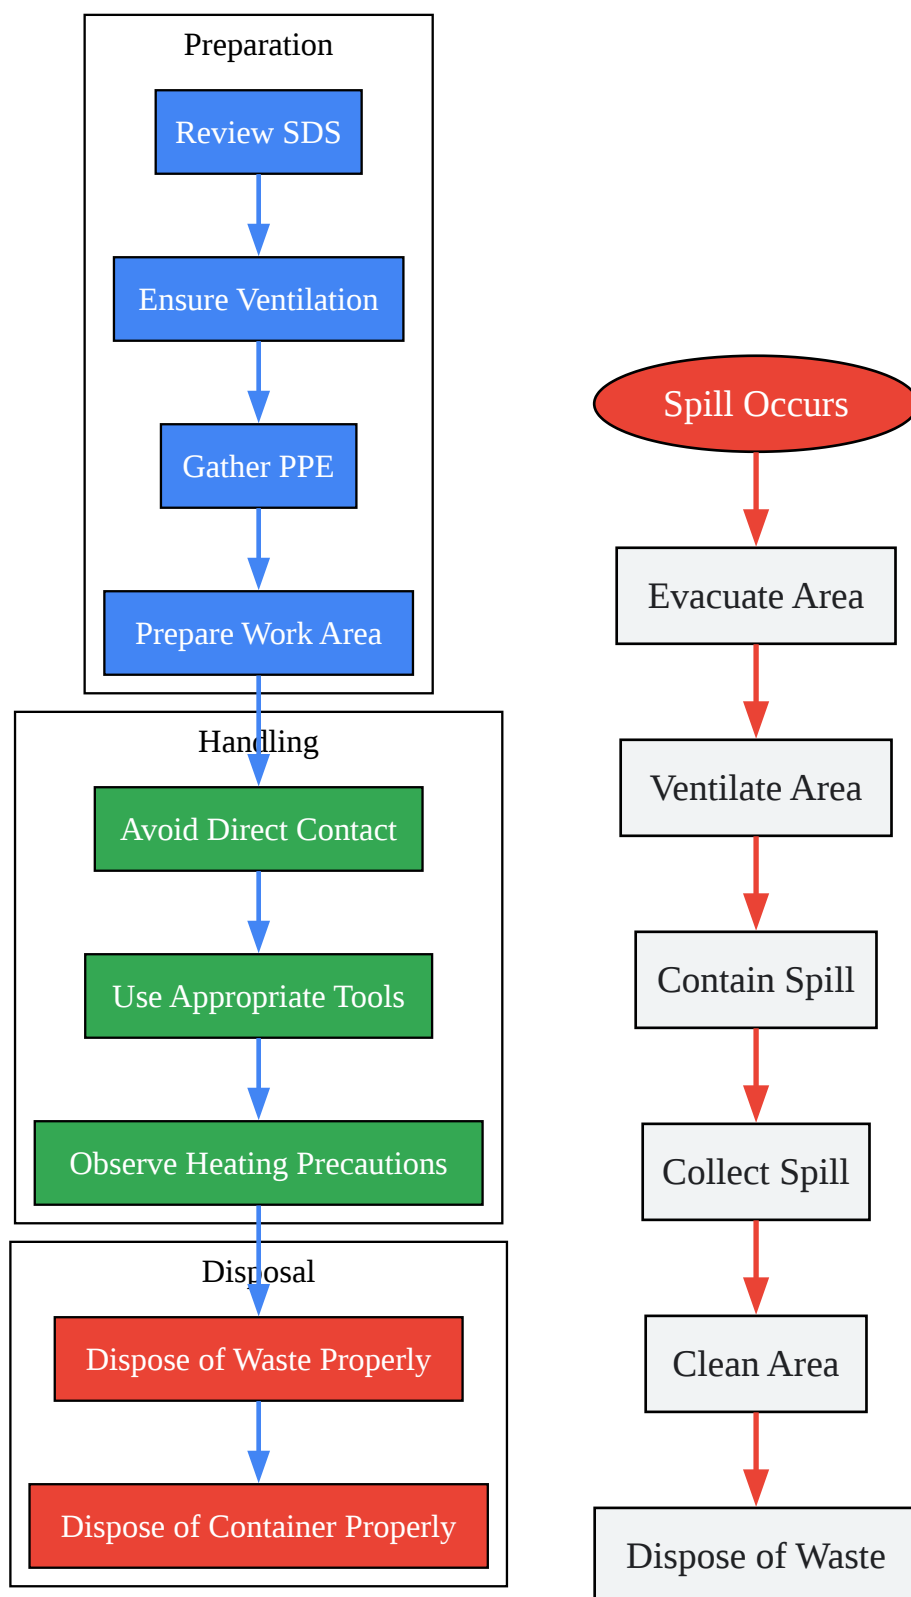 Preparation
Review SDS
Ensure Ventilation
Gather PPE
Prepare Work Area
Handling
Avoid Direct Contact
Use Appropriate Tools
Observe Heating Precautions
Disposal
Dispose of Waste Properly
Dispose of Container Properly
Spill Occurs
Evacuate Area
Ventilate Area
Contain Spill
Collect Spill
Clean Area
Dispose of Waste